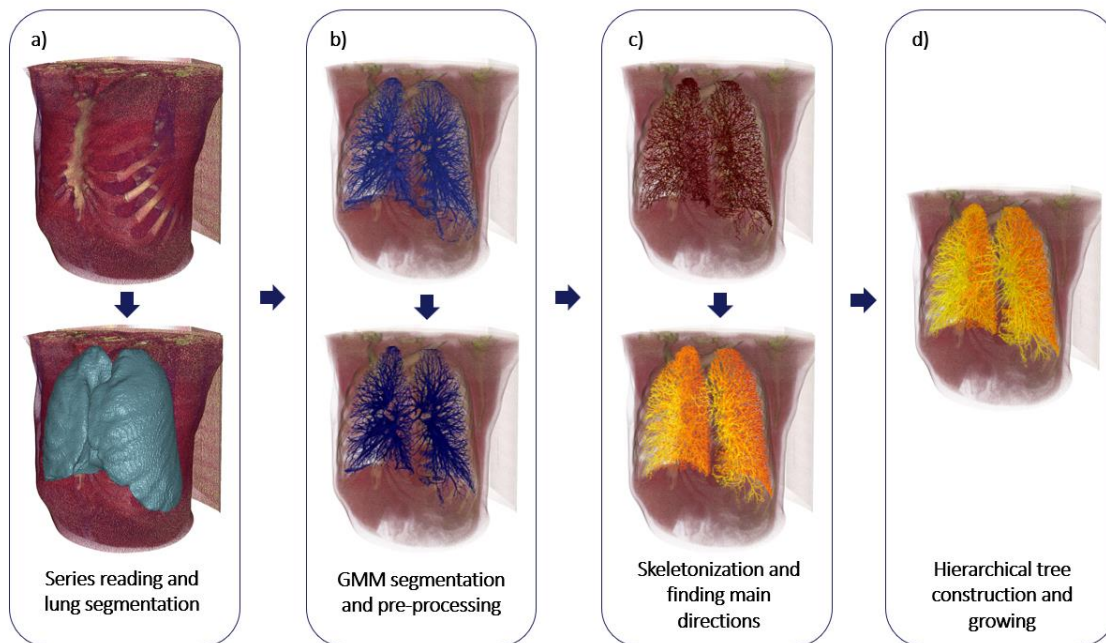 a)
Series reading and
lung segmentation
b)
GMM segmentation
and pre-processing
c)
Skeletonization and
finding main
directions
d)
Hierarchical tree
construction and
growing